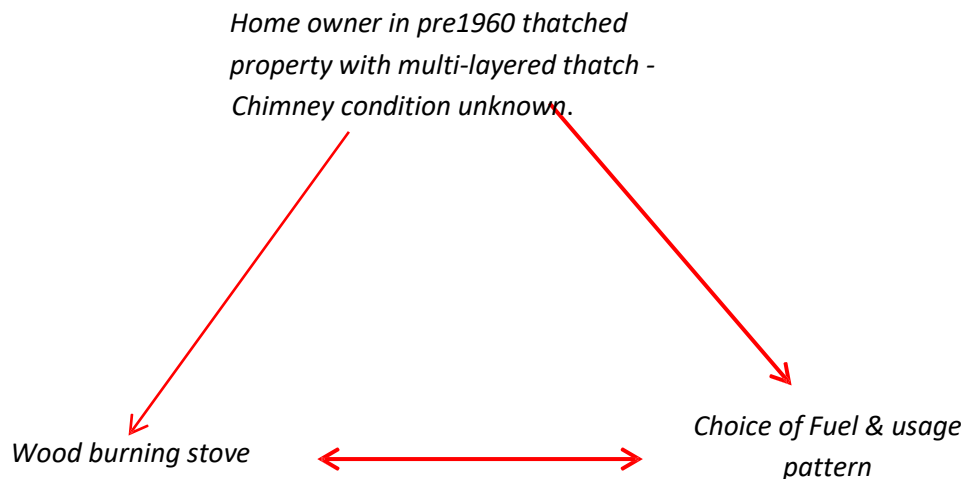 Home owner in pre1960 thatched
property with multi-layered thatch -
Chimney condition unknown.
Wood burning stove
Choice of Fuel & usage
pattern